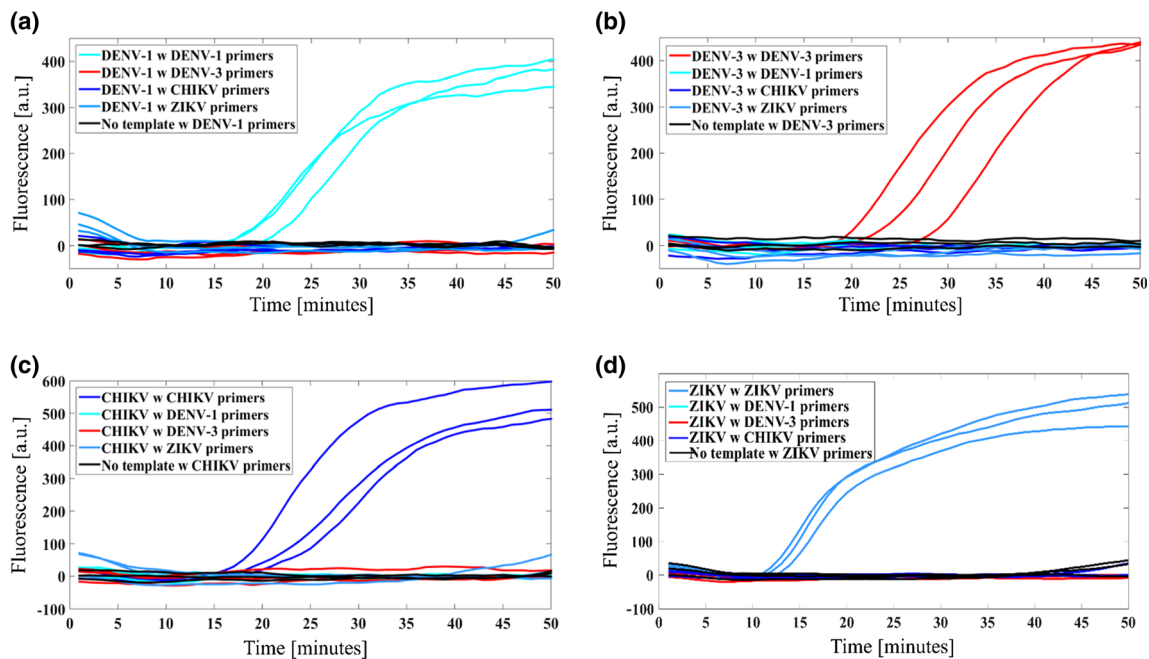 (a)
DENV-1 w DENV-1 primers
DENV-1 w DENV-3 primers
DENV-1 w CHIKV primers
DENV-1 w ZIKV primers
No template w DENV-1 primers
Fluorescence [a.u.]
400
300
200
100
0
0 5 10 15 20 25 30 35 40 45 50
Time [minutes]
(b)
DENV-3 w DENV-3 primers
DENV-3 w DENV-1 primers
DENV-3 w CHIKV primers
DENV-3 w ZIKV primers
No template w DENV-3 primers
Fluorescence [a.u.]
400
300
200
100
0
0 5 10 15 20 25 30 35 40 45 50
Time [minutes]
(c)
CHIKV w CHIKV primers
CHIKV w DENV-1 primers
CHIKV w DENV-3 primers
CHIKV w ZIKV primers
No template w CHIKV primers
Fluorescence [a.u.]
600
500
400
300
200
100
0
-100
0 5 10 15 20 25 30 35 40 45 50
Time [minutes]
(d)
ZIKV w ZIKV primers
ZIKV w DENV-1 primers
ZIKV w DENV-3 primers
ZIKV w CHIKV primers
No template w ZIKV primers
Fluorescence [a.u.]
500
400
300
200
100
0
-100
0 5 10 15 20 25 30 35 40 45 50
Time [minutes]